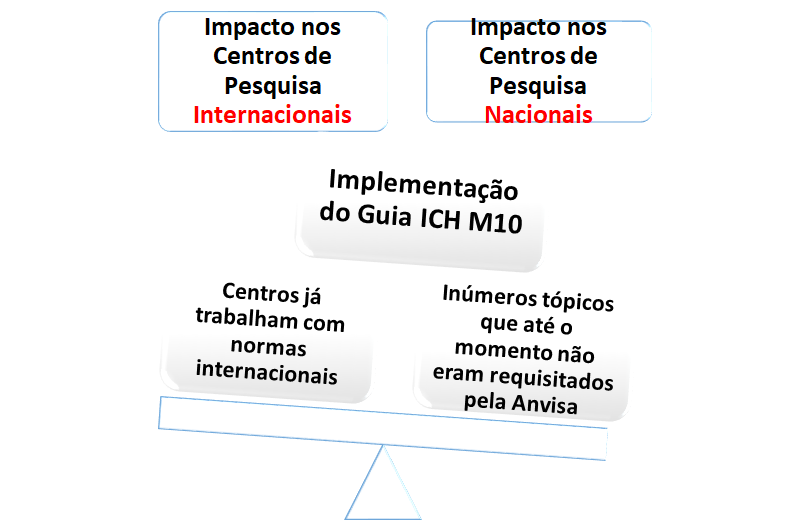 Impacto nos
Centros de
Pesquisa
Internacionais
Impacto nos
Centros de
Pesquisa
Nacionais
Implementação
do Guia ICH M10
Centros já
trabalham com
normas
internacionais
Inúmeros tópicos
que até o
momento não
eram requisitados
pela Anvisa